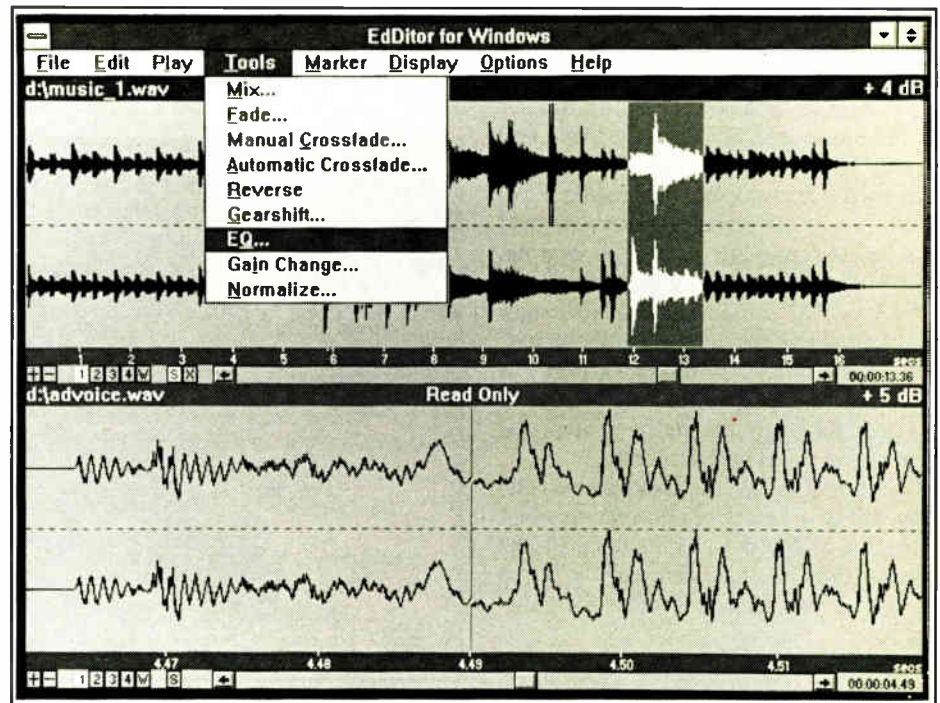 EdDitor for Windows
File Edit Play Tools Marker Display Options Help
d:\music_1.wav + 4 dB
Mix...
Fade...
Manual Crossfade...
Automatic Crossfade...
Reverse
Gearshift...
EQ...
Gain Change...
Normalize...
1 2 3 4 5 6 7 8 9 10 11 12 13 14 15 16 secs
+ - 1 2 3 4 W S X 00:00:13.36
d:\advoice.wav Read Only + 5 dB
4.47 4.48 4.49 4.50 4.51 secs
+ - 1 2 3 4 W S 00:00:04.49